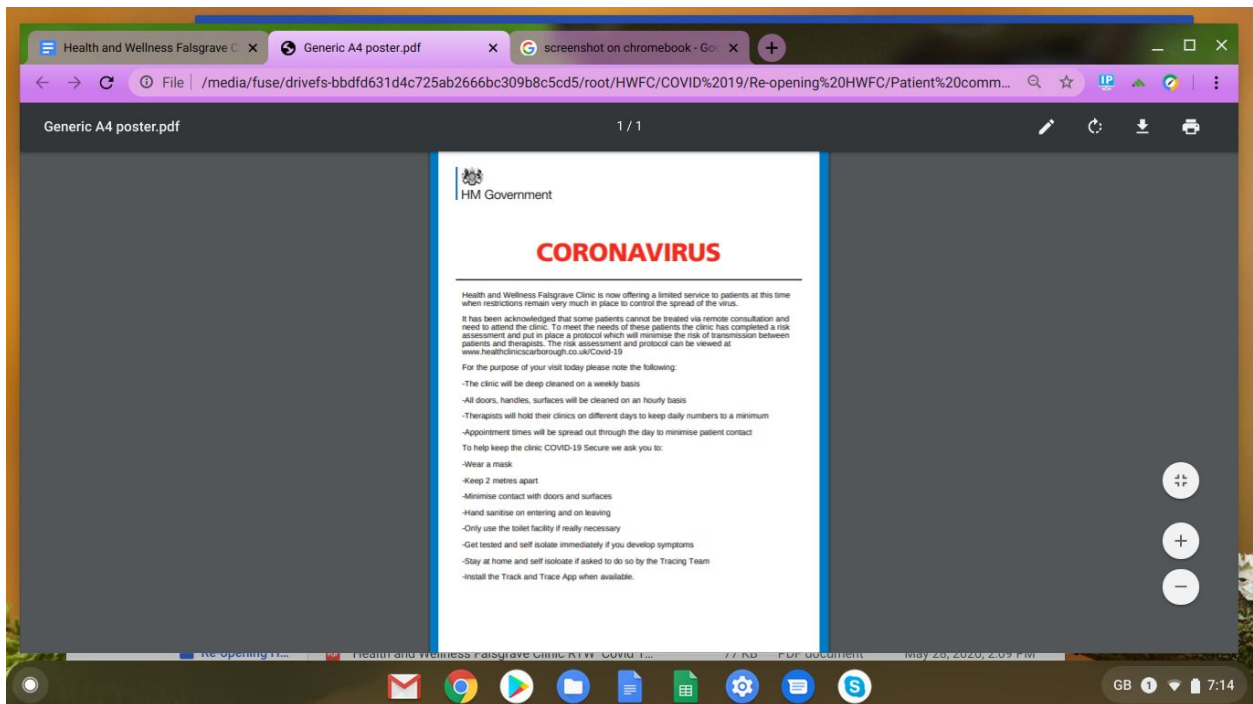 Health and Wellness Falsgrave C
Generic A4 poster.pdf
screenshot on chromebook - Goo
File | /media/fuse/drivefs-bbdfd631d4c725ab2666bc309b8c5cd5/root/HWFC/COVID%2019/Re-opening%20HWFC/Patient%20comm...
Generic A4 poster.pdf
1 / 1
HM Government
CORONAVIRUS
Health and Wellness Falsgrave Clinic is now offering a limited service to patients at this time
when restrictions remain very much in place to control the spread of the virus.
It has been acknowledged that some patients cannot be treated via remote consultation and
need to attend the clinic. To meet the needs of these patients the clinic has completed a risk
assessment and put in place a protocol which will minimise the risk of transmission between
patients and therapists. The risk assessment and protocol can be viewed at
www.healthclinicscarborough.co.uk/Covid-19
For the purpose of your visit today please note the following:
-The clinic will be deep cleaned on a weekly basis
-All doors, handles, surfaces will be cleaned on an hourly basis
-Therapists will hold their clinics on different days to keep daily numbers to a minimum
-Appointment times will be spread out through the day to minimise patient contact
To help keep the clinic COVID-19 Secure we ask you to:
-Wear a mask
-Keep 2 metres apart
-Minimise contact with doors and surfaces
-Hand sanitise on entering and on leaving
-Only use the toilet facility if really necessary
-Get tested and self isolate immediately if you develop symptoms
-Stay at home and self isoloate if asked to do so by the Tracing Team
-Install the Track and Trace App when available.
Re-opening H... Health and Wellness Falsgrave Clinic RTW Covid 1... 77 KB PDF document May 28, 2020, 2:09 PM
GB 1 7:14